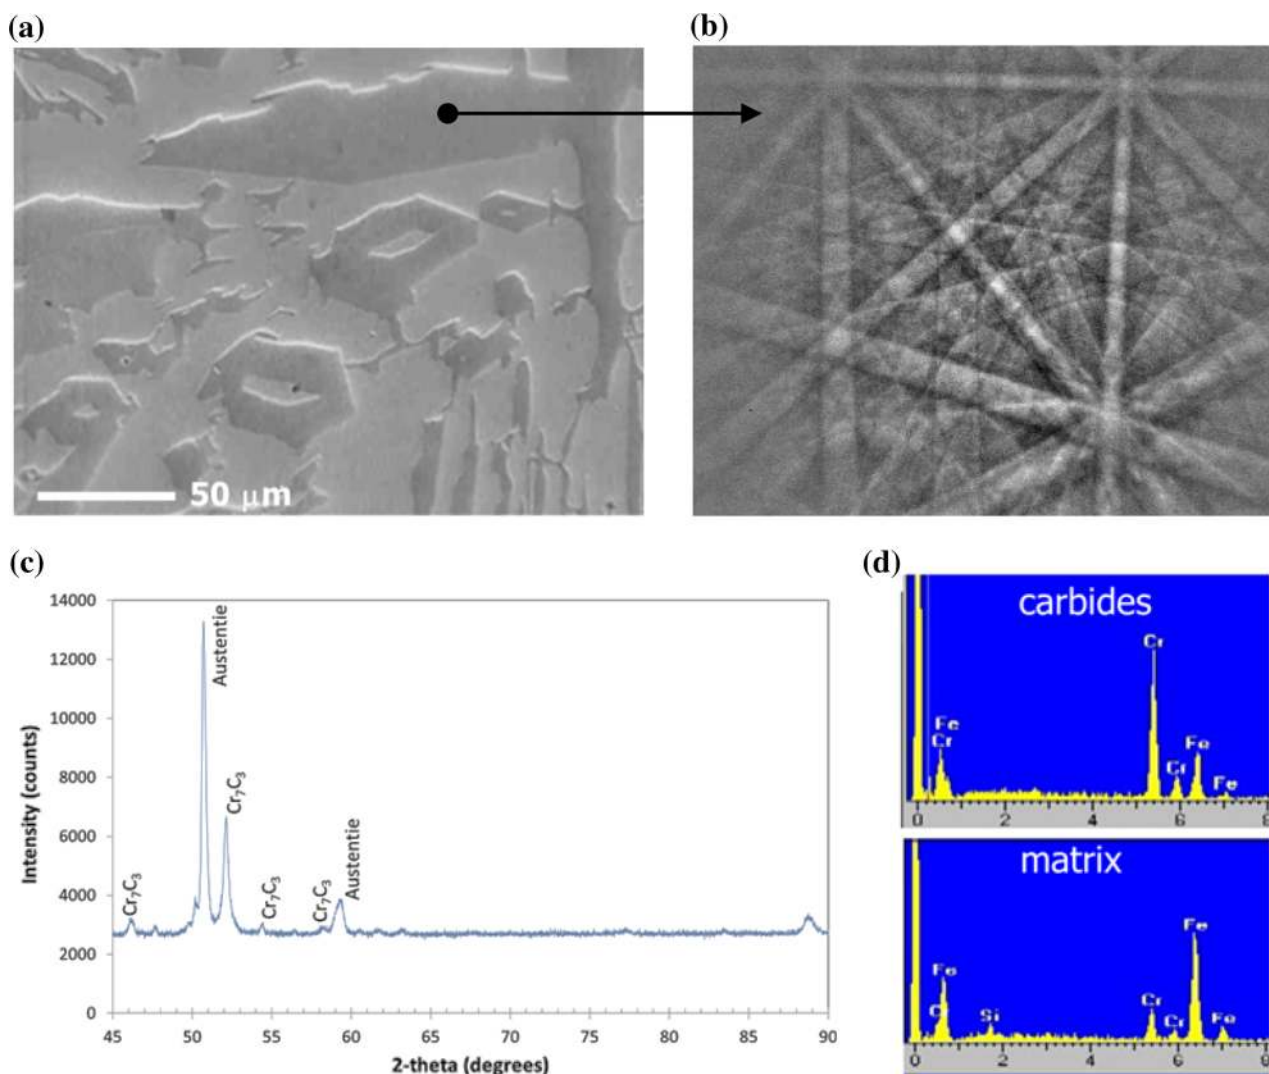 (a)
(b)
50 μm
(c)
14000
12000
10000
8000
6000
4000
2000
0
45
50
55
60
65
70
75
80
85
90
Intensity (counts)
2-theta (degrees)
Cr₇C₃
Austentie
Cr₇C₃
Cr₇C₃
Cr₇C₃
Austentie
(d)
carbides
Cr
Fe
Cr
Cr
Fe
Fe
0 2 4 6 8
matrix
Fe
Fe
Cr
Si
Cr
Cr
Fe
0 2 4 6 8